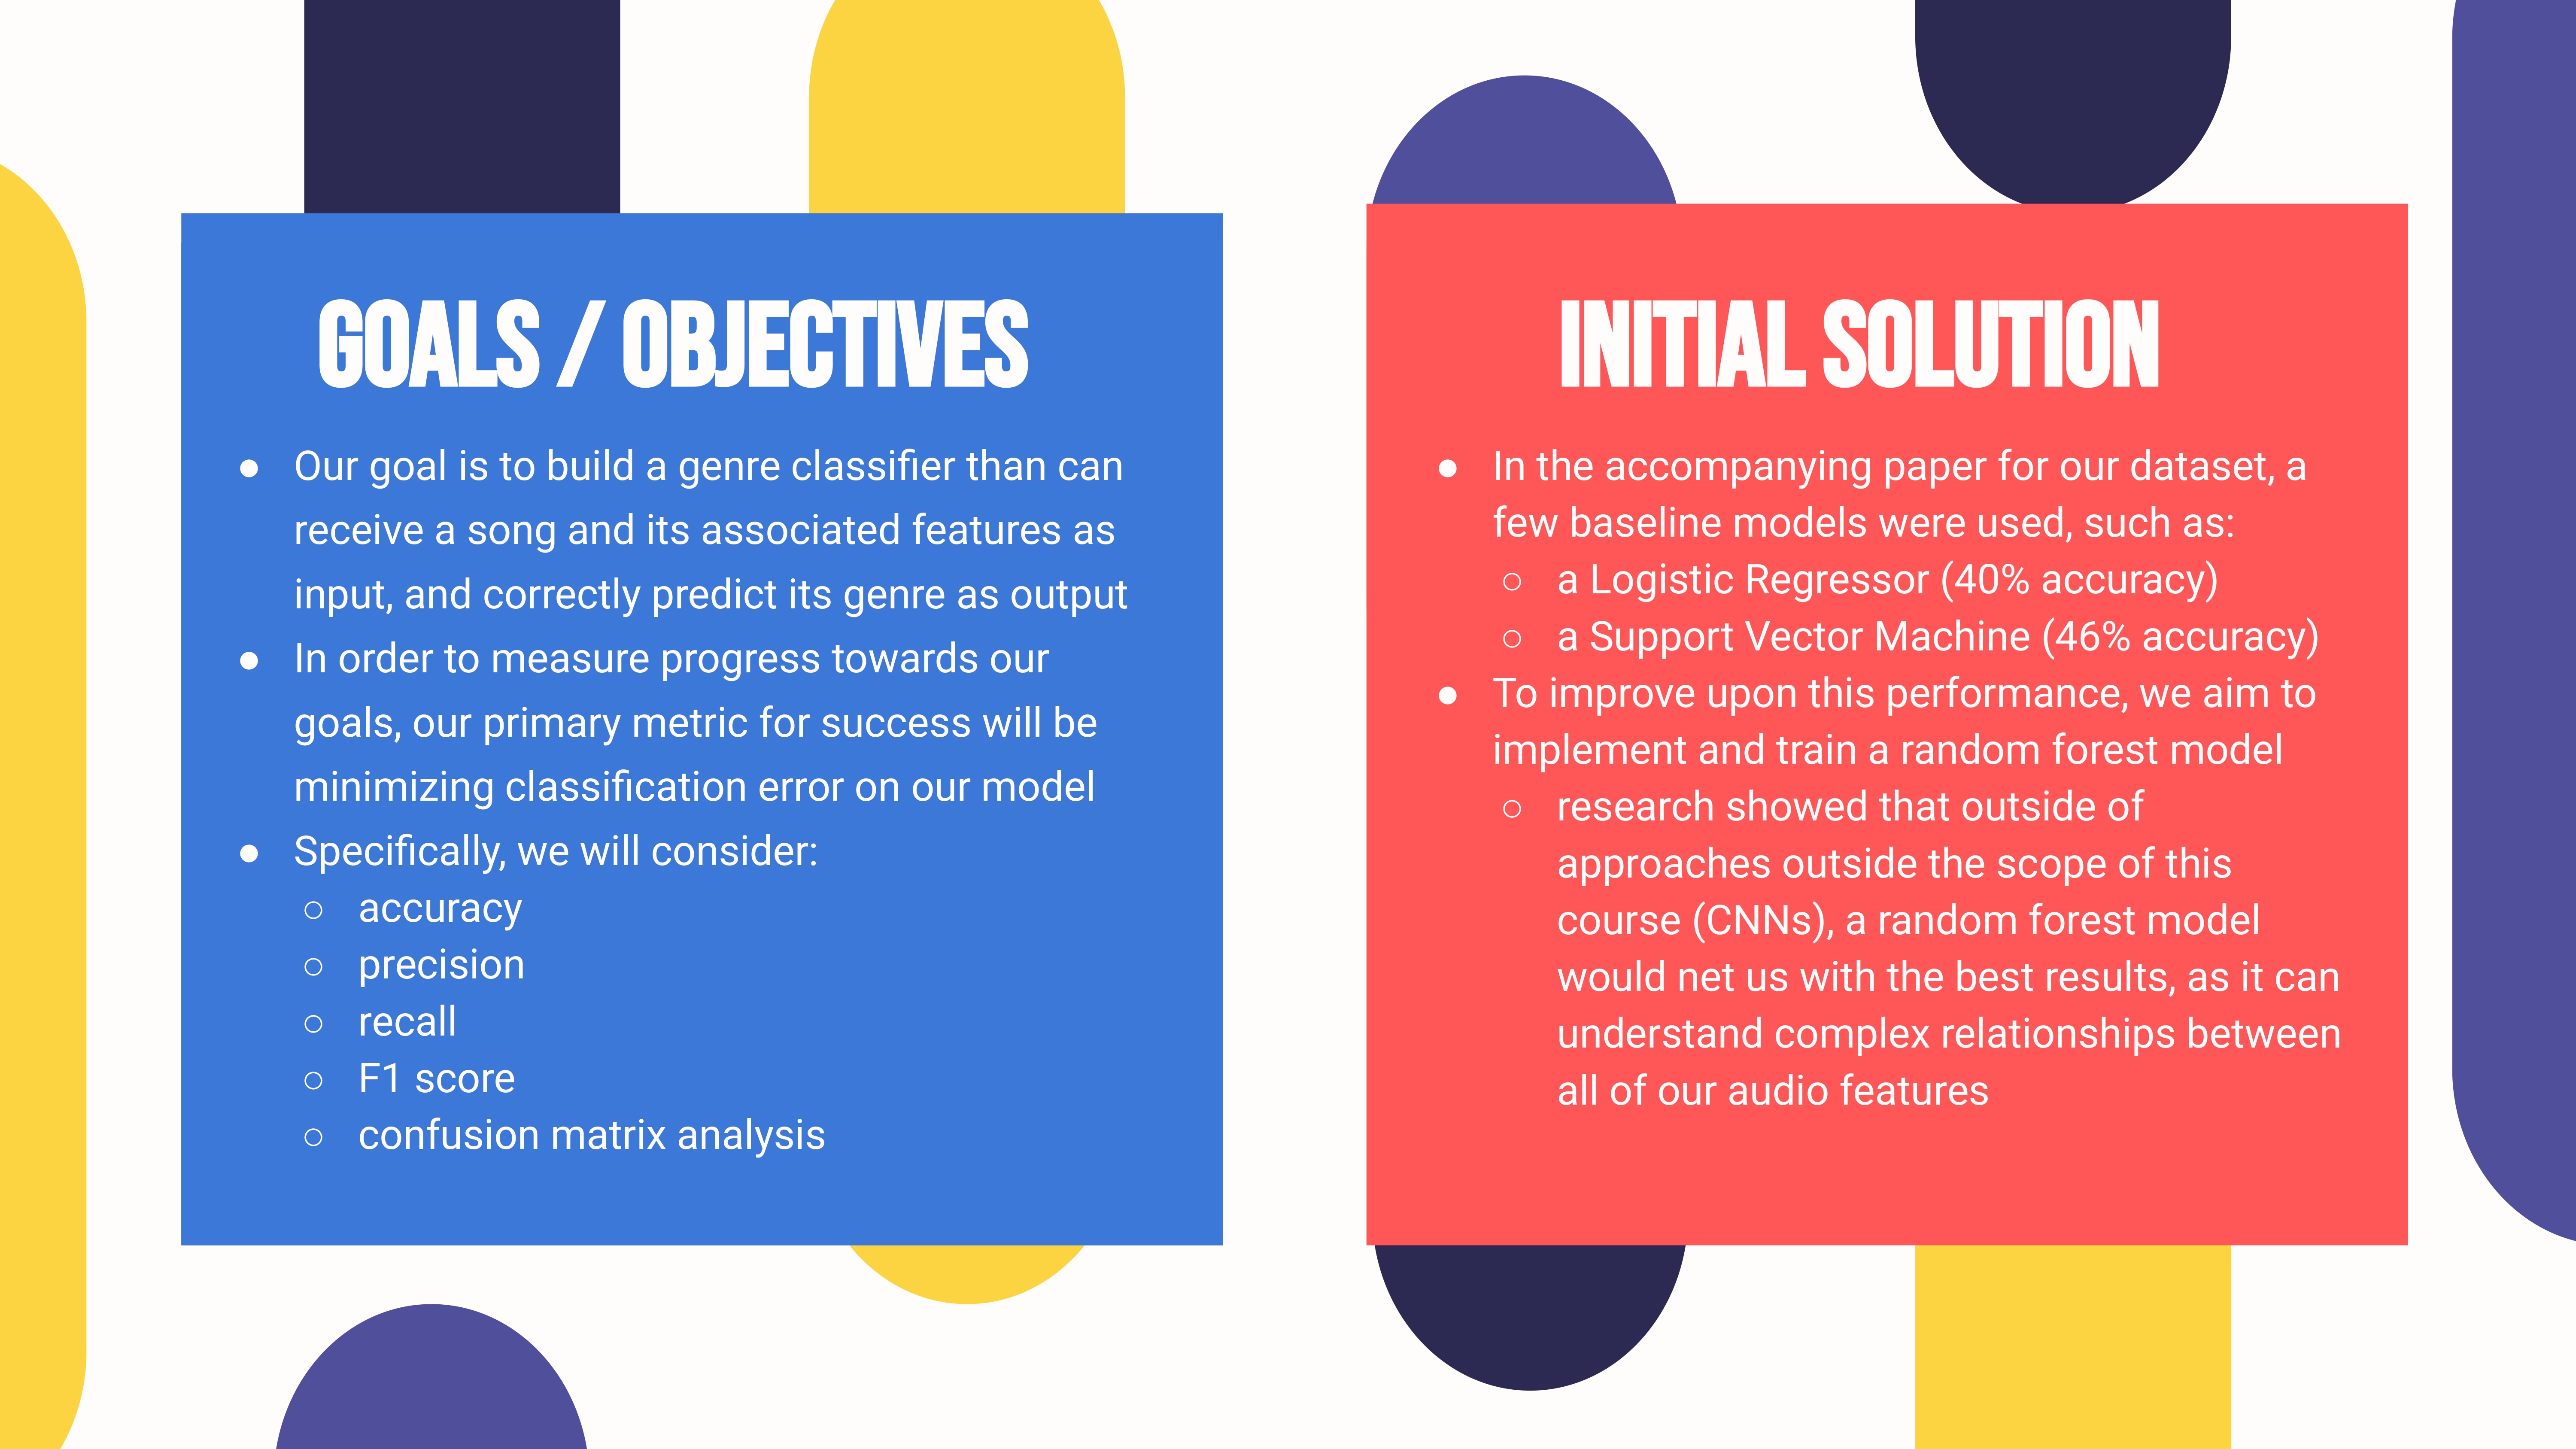 GOALS / OBJECTIVES
● Our goal is to build a genre classifier than can
receive a song and its associated features as
input, and correctly predict its genre as output
● In order to measure progress towards our
goals, our primary metric for success will be
minimizing classification error on our model
● Specifically, we will consider:
○ accuracy
○ precision
○ recall
○ F1 score
○ confusion matrix analysis
INITIAL SOLUTION
● In the accompanying paper for our dataset, a
few baseline models were used, such as:
○ a Logistic Regressor (40% accuracy)
○ a Support Vector Machine (46% accuracy)
● To improve upon this performance, we aim to
implement and train a random forest model
○ research showed that outside of
approaches outside the scope of this
course (CNNs), a random forest model
would net us with the best results, as it can
understand complex relationships between
all of our audio features